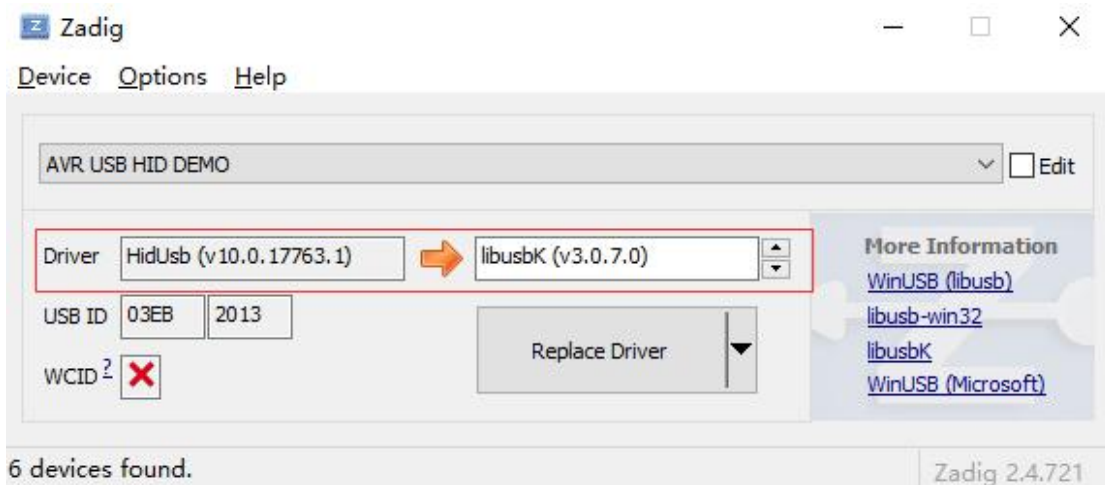 Zadig
Device Options Help
AVR USB HID DEMO
Edit
Driver HidUsb (v10.0.17763.1) libusbK (v3.0.7.0)
USB ID 03EB 2013
WCID ?
Replace Driver
More Information
WinUSB (libusb)
libusb-win32
libusbK
WinUSB (Microsoft)
6 devices found.
Zadig 2.4.721